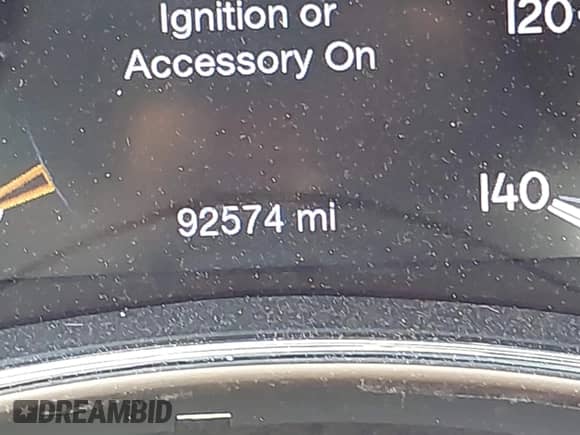 Ignition or
Accessory On
120
140
92574 mi
DREAMBID